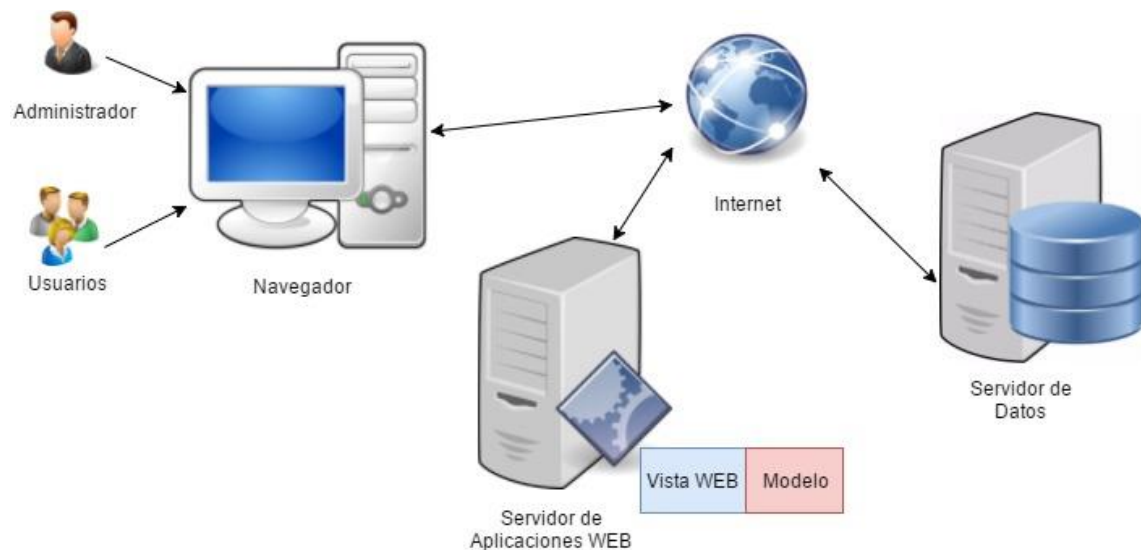 Administrador
Usuarios
Navegador
Internet
Servidor de
Datos
Vista WEB
Modelo
Servidor de
Aplicaciones WEB